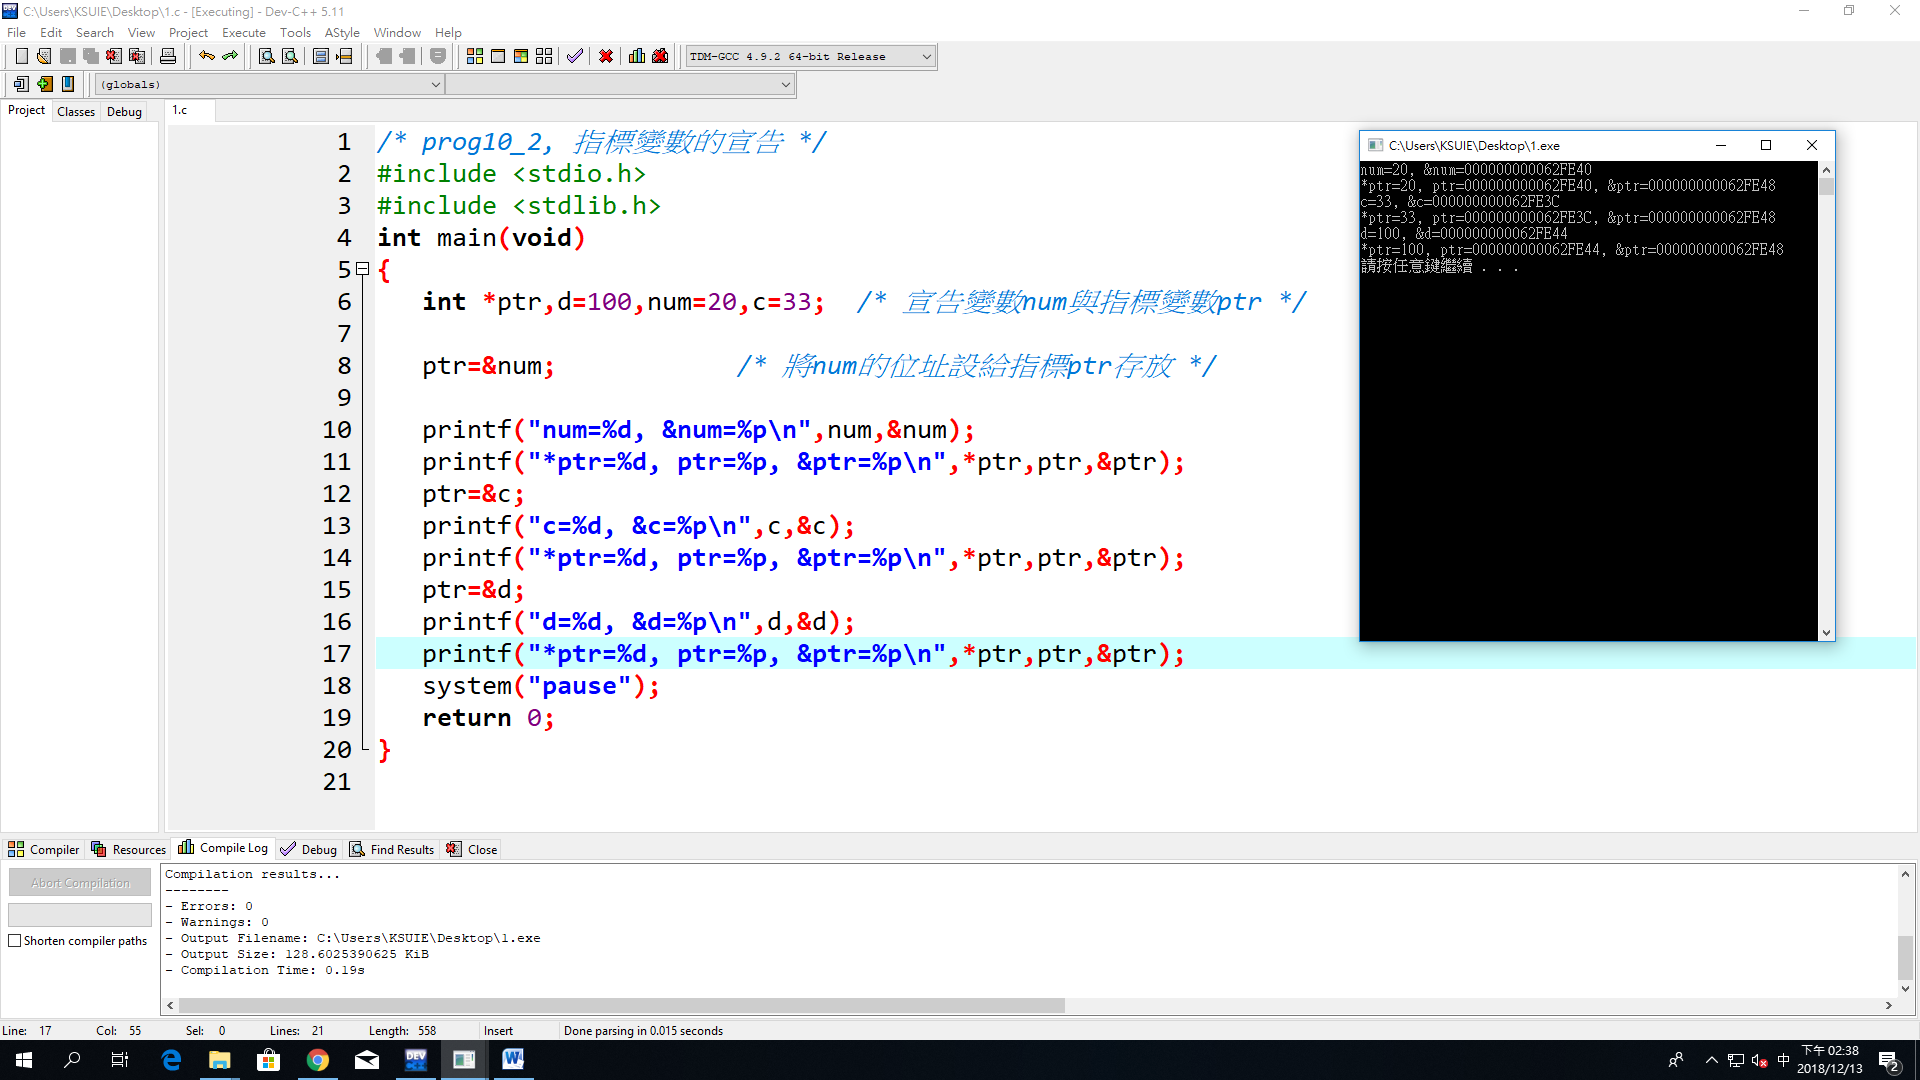 C:\Users\KSUIE\Desktop\1.c - [Executing] - Dev-C++ 5.11
File Edit Search View Project Execute Tools AStyle Window Help
TDM-GCC 4.9.2 64-bit Release
(globals)
Project Classes Debug
1.c
1 /* prog10_2, 指標變數的宣告 */
2 #include <stdio.h>
3 #include <stdlib.h>
4 int main(void)
5 {
6 int *ptr,d=100,num=20,c=33; /* 宣告變數num與指標變數ptr */
7
8 ptr=&num; /* 將num的位址設給指標ptr存放 */
9
10 printf("num=%d, &num=%p\n",num,&num);
11 printf("*ptr=%d, ptr=%p, &ptr=%p\n",*ptr,ptr,&ptr);
12 ptr=&c;
13 printf("c=%d, &c=%p\n",c,&c);
14 printf("*ptr=%d, ptr=%p, &ptr=%p\n",*ptr,ptr,&ptr);
15 ptr=&d;
16 printf("d=%d, &d=%p\n",d,&d);
17 printf("*ptr=%d, ptr=%p, &ptr=%p\n",*ptr,ptr,&ptr);
18 system("pause");
19 return 0;
20 }
21
C:\Users\KSUIE\Desktop\1.exe
num=20, &num=000000000062FE40
*ptr=20, ptr=000000000062FE40, &ptr=000000000062FE48
c=33, &c=000000000062FE3C
*ptr=33, ptr=000000000062FE3C, &ptr=000000000062FE48
d=100, &d=000000000062FE44
*ptr=100, ptr=000000000062FE44, &ptr=000000000062FE48
請按任意鍵繼續 . . .
Compiler Resources Compile Log Debug Find Results Close
Abort Compilation
Shorten compiler paths
Compilation results...
--------
- Errors: 0
- Warnings: 0
- Output Filename: C:\Users\KSUIE\Desktop\1.exe
- Output Size: 128.6025390625 KiB
- Compilation Time: 0.19s
Line: 17 Col: 55 Sel: 0 Lines: 21 Length: 558 Insert Done parsing in 0.015 seconds
DEV
中
下午 02:38
2018/12/13
2